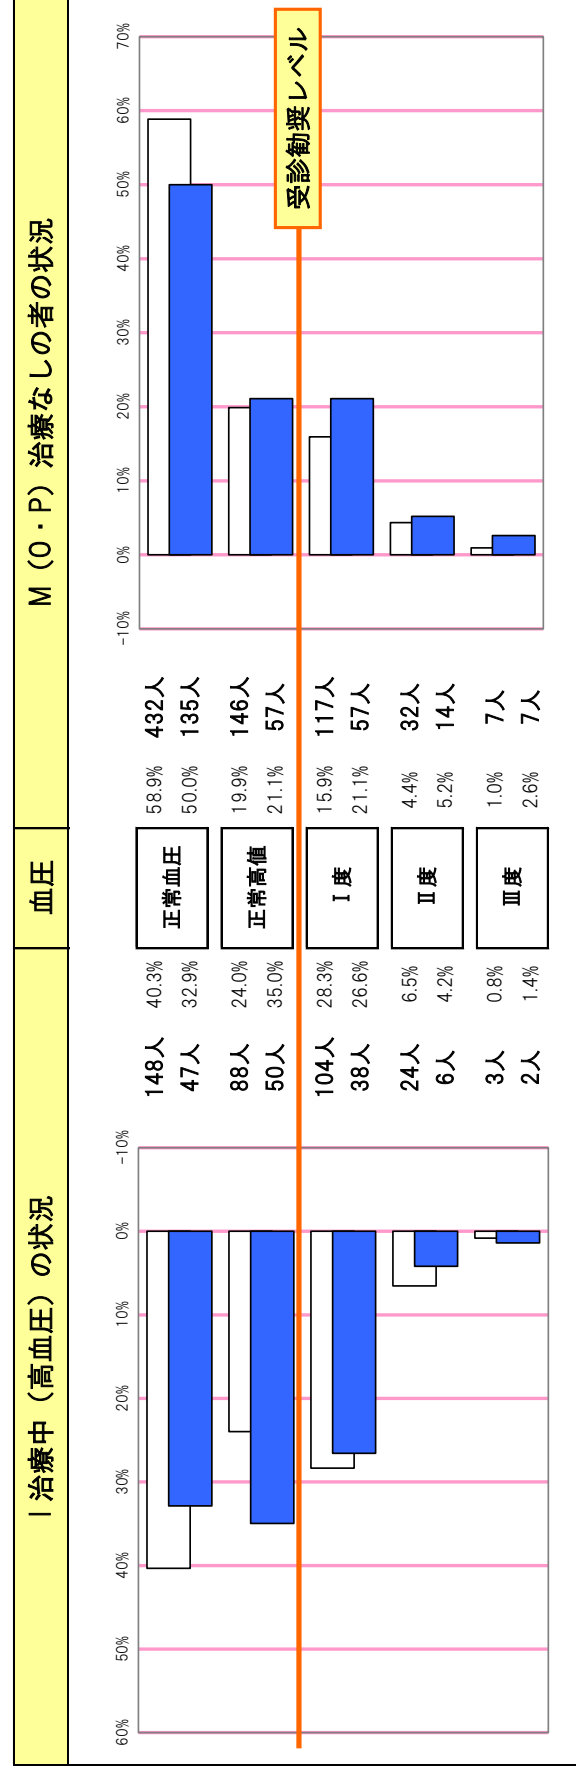 I 治療中（高血圧）の状況 血圧 M（O・P）治療なしの者の状況
60% 50% 40% 30% 20% 10% 0% -10% -10% 0% 10% 20% 30% 40% 50% 60% 70%
148人 40.3% 正常血圧 58.9% 432人
47人 32.9% 50.0% 135人
88人 24.0% 正常高値 19.9% 146人
50人 35.0% 21.1% 57人
受診勧奨レベル
104人 28.3% Ⅰ度 15.9% 117人
38人 26.6% 21.1% 57人
24人 6.5% Ⅱ度 4.4% 32人
6人 4.2% 5.2% 14人
3人 0.8% Ⅲ度 1.0% 7人
2人 1.4% 2.6% 7人